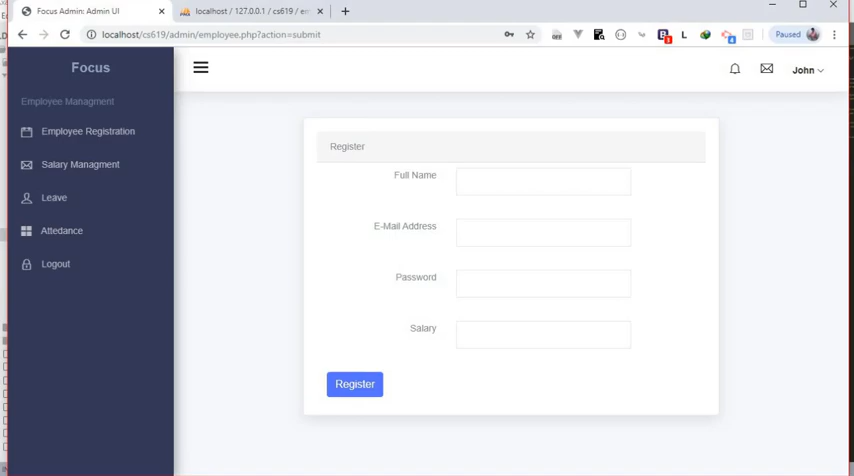 Focus Admin: Admin UI
localhost / 127.0.0.1 / cs619 / em
localhost/cs619/admin/employee.php?action=submit
Paused
Focus
John
Employee Managment
Employee Registration
Salary Managment
Leave
Attedance
Logout
Register
Full Name
E-Mail Address
Password
Salary
Register